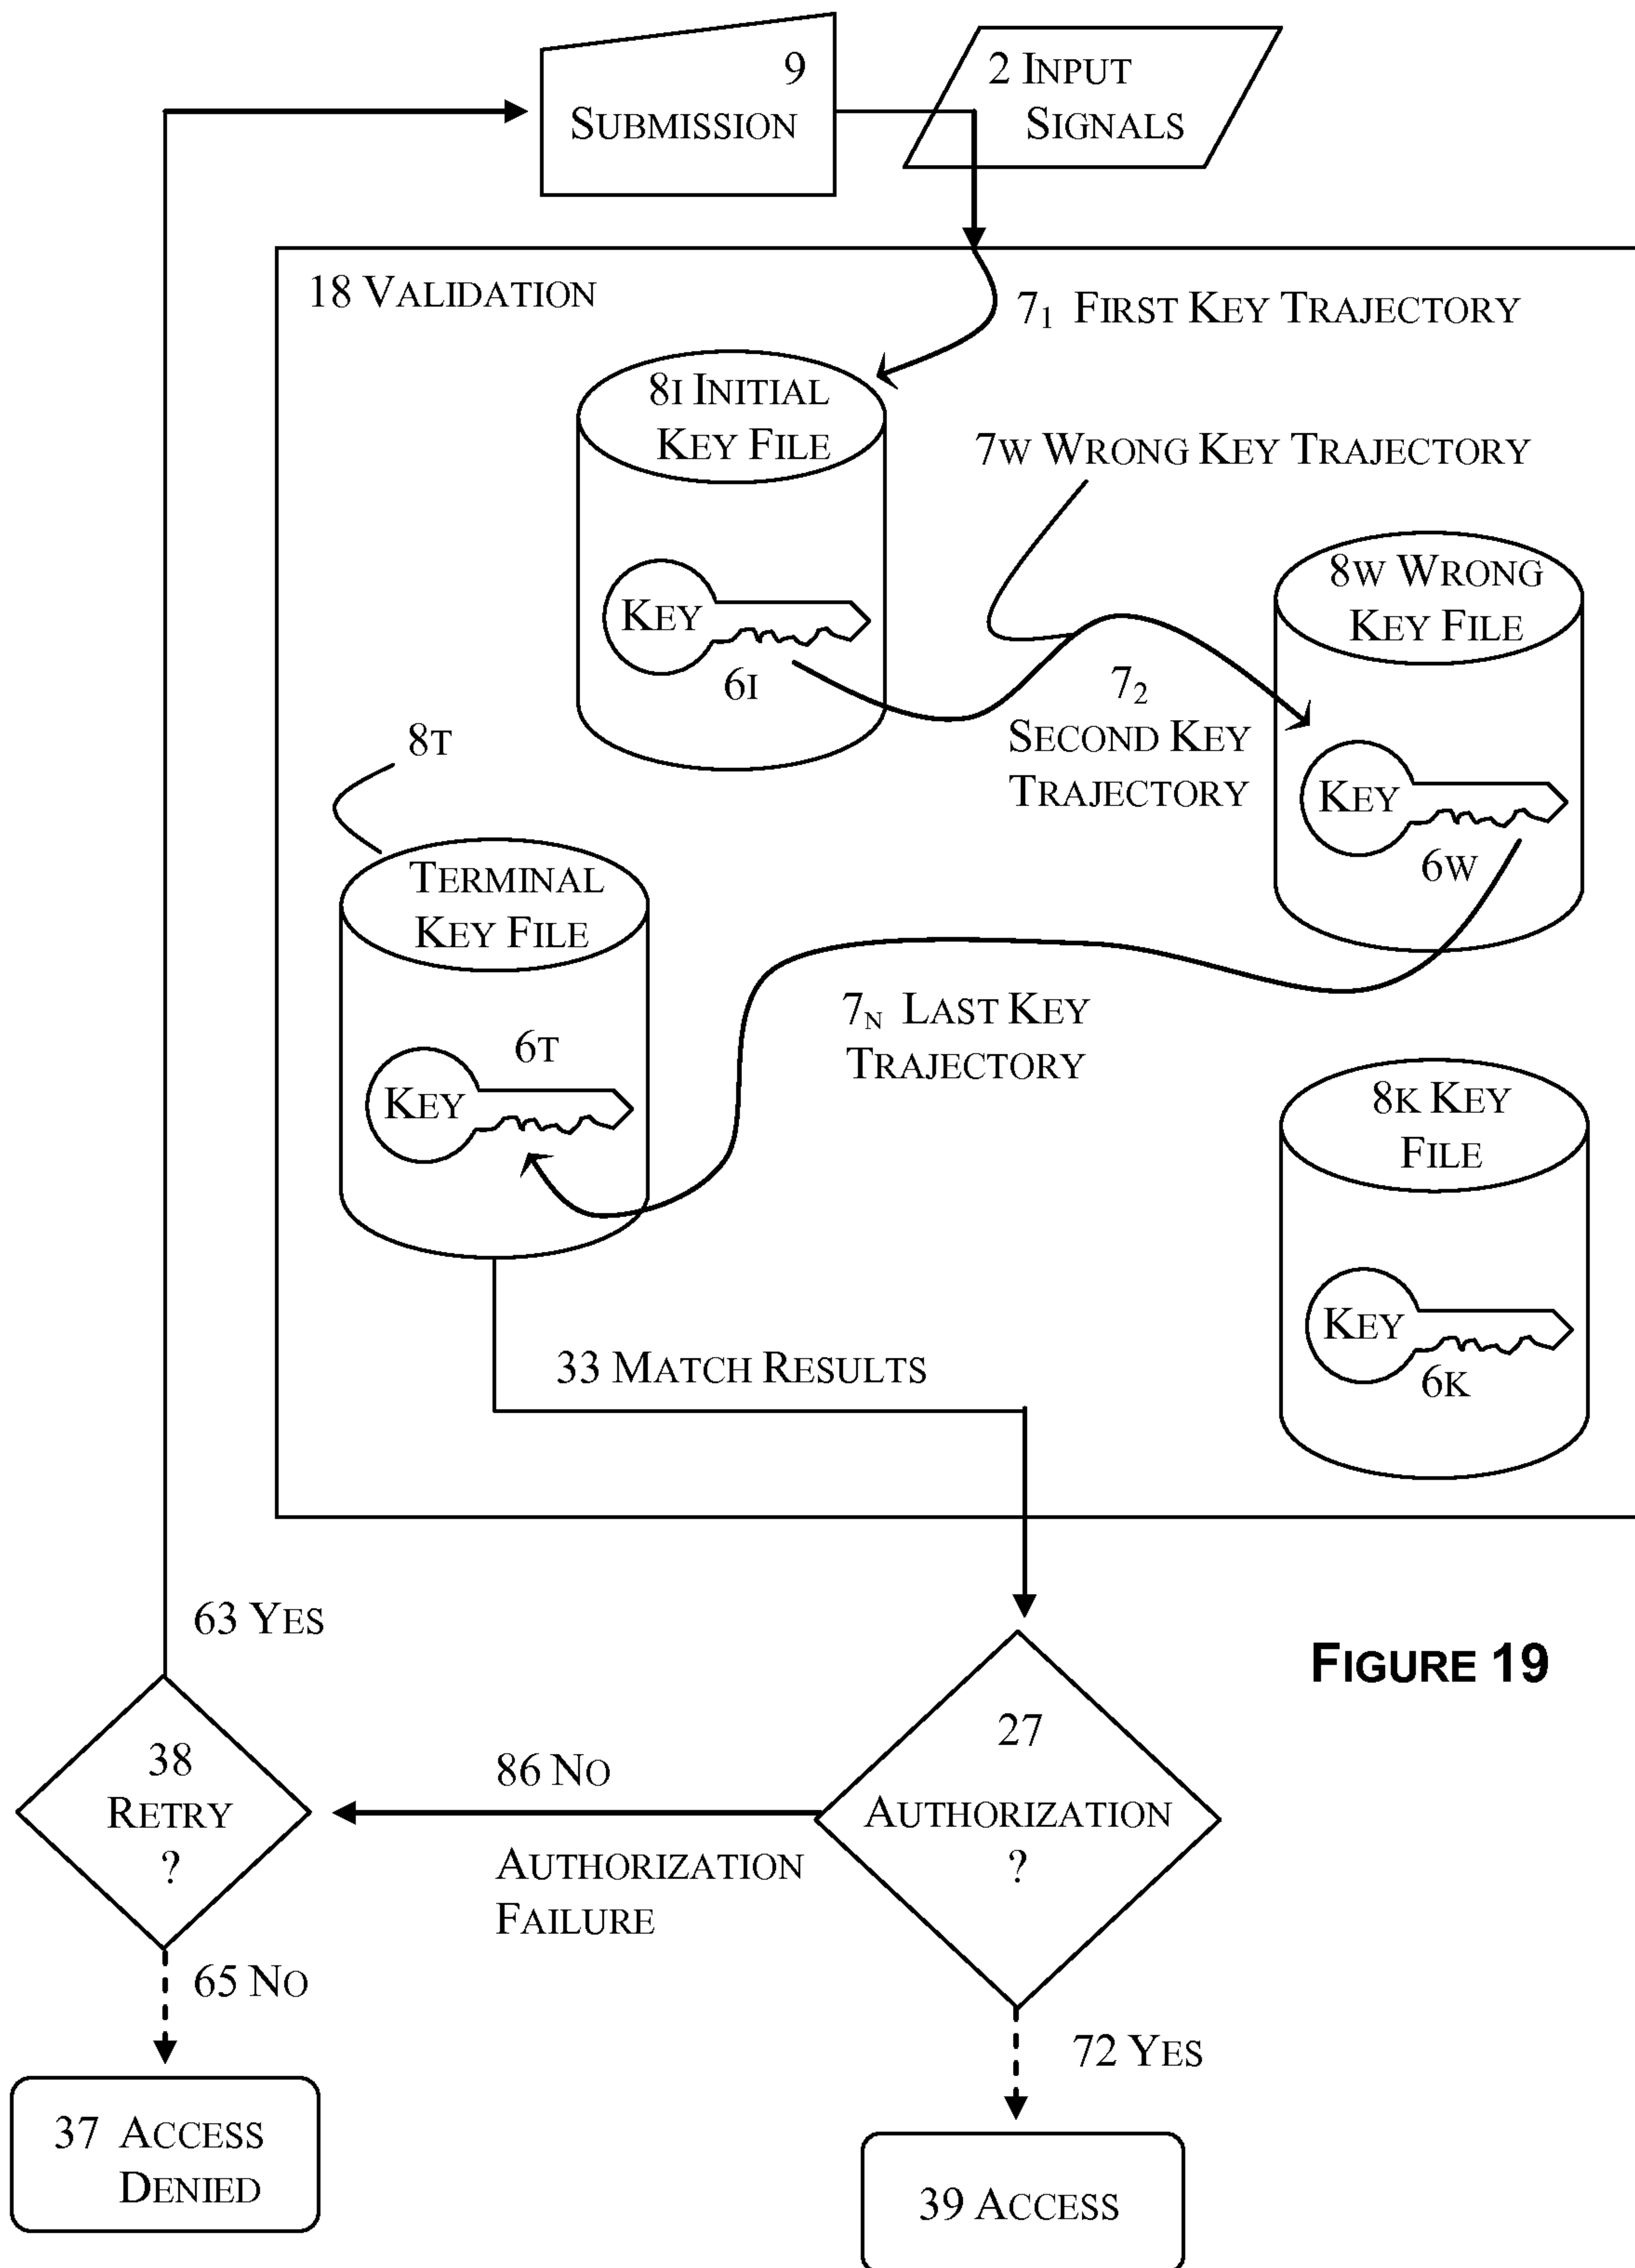 9
SUBMISSION
2 INPUT
SIGNALS
18 VALIDATION
7₁ FIRST KEY TRAJECTORY
8I INITIAL
KEY FILE
7W WRONG KEY TRAJECTORY
8W WRONG
KEY FILE
KEY
6I
7₂
SECOND KEY
TRAJECTORY
8T
KEY
6W
TERMINAL
KEY FILE
7N LAST KEY
TRAJECTORY
6T
KEY
8K KEY
FILE
KEY
6K
33 MATCH RESULTS
63 YES
FIGURE 19
38
RETRY
?
86 NO
AUTHORIZATION
FAILURE
27
AUTHORIZATION
?
65 NO
72 YES
37 ACCESS
DENIED
39 ACCESS